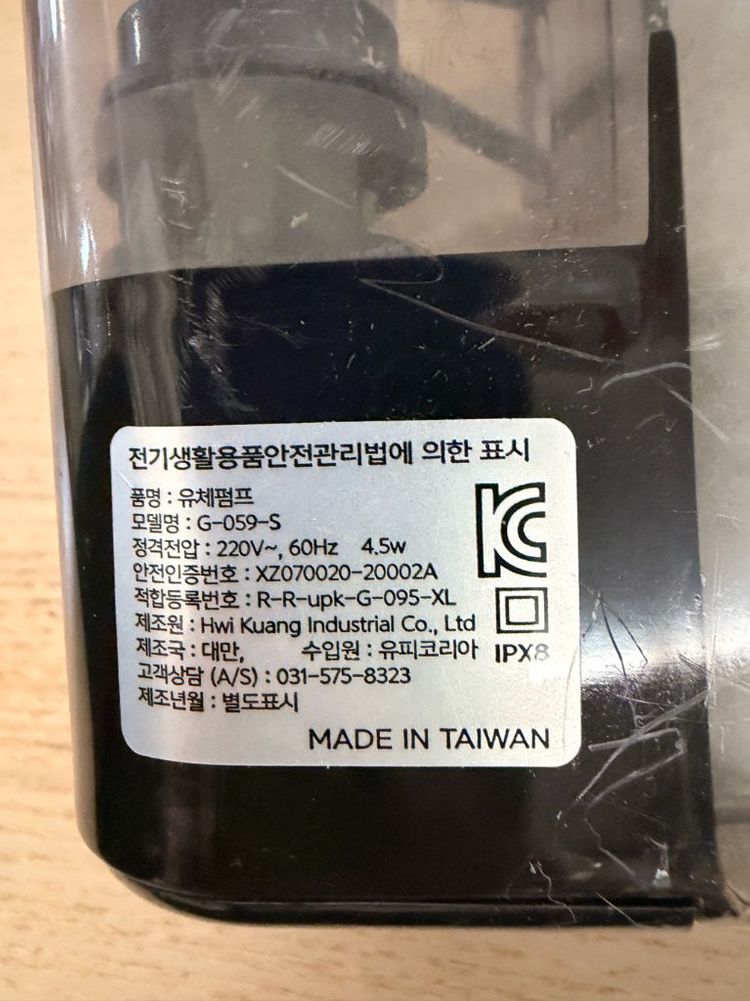 전기생활용품안전관리법에 의한 표시
품명 : 유체펌프
모델명 : G-059-S
정격전압 : 220V~, 60Hz 4.5w
안전인증번호 : XZ070020-20002A
적합등록번호 : R-R-upk-G-095-XL
제조원 : Hwi Kuang Industrial Co., Ltd
제조국 : 대만, 수입원 : 유피코리아
고객상담 (A/S) : 031-575-8323
제조년월 : 별도표시
KC
IPX8
MADE IN TAIWAN